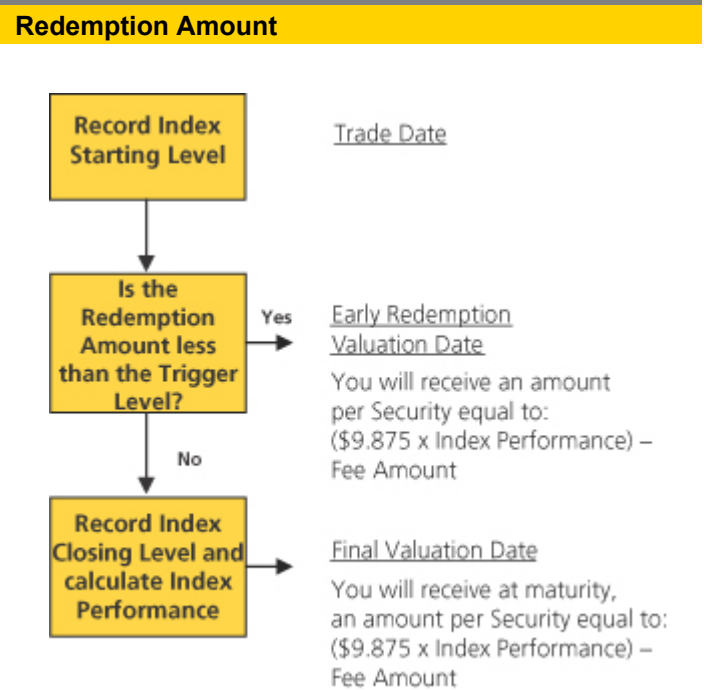 Redemption Amount
Record Index
Starting Level
Trade Date
Is the
Redemption
Amount less
than the Trigger
Level?
Yes
Early Redemption
Valuation Date
You will receive an amount
per Security equal to:
($9.875 x Index Performance) –
Fee Amount
No
Record Index
Closing Level and
calculate Index
Performance
Final Valuation Date
You will receive at maturity,
an amount per Security equal to:
($9.875 x Index Performance) –
Fee Amount